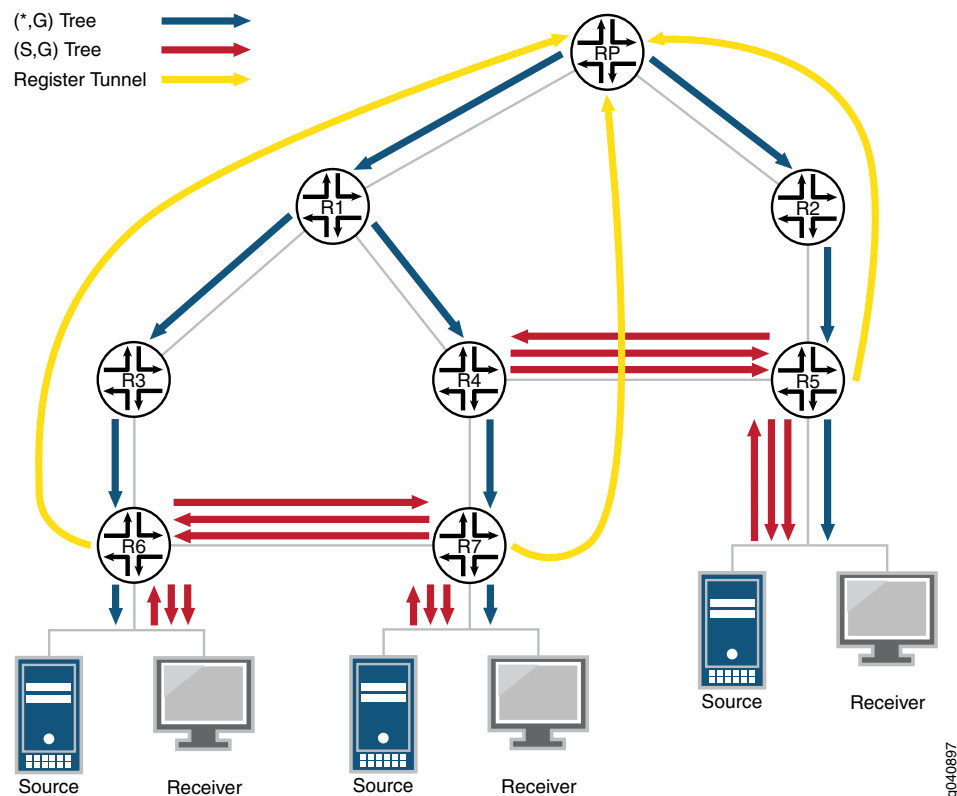 (*,G) Tree
(S,G) Tree
Register Tunnel
RP
R1
R2
R3
R4
R5
R6
R7
Source
Receiver
Source
Receiver
Source
Receiver
g040897